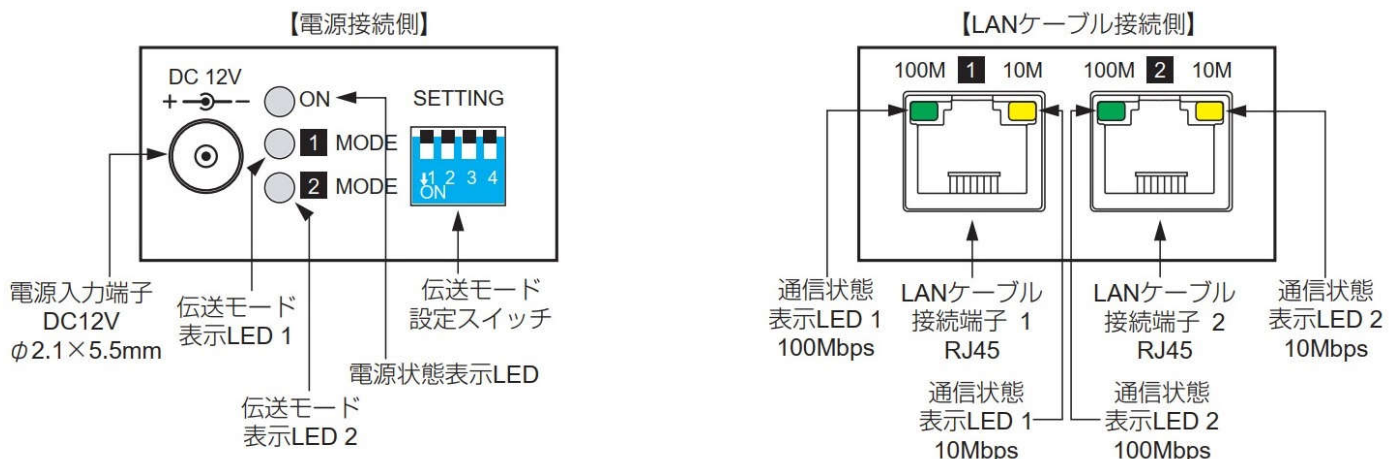 【電源接続側】
DC 12V
+ −
ON
1 MODE
2 MODE
SETTING
1 2 3 4
ON
電源入力端子
DC12V
φ2.1×5.5mm
伝送モード
表示LED 1
伝送モード
表示LED 2
電源状態表示LED
伝送モード
設定スイッチ
【LANケーブル接続側】
100M 1 10M
100M 2 10M
通信状態
表示LED 1
100Mbps
LANケーブル
接続端子 1
RJ45
通信状態
表示LED 1
10Mbps
LANケーブル
接続端子 2
RJ45
通信状態
表示LED 2
100Mbps
通信状態
表示LED 2
10Mbps